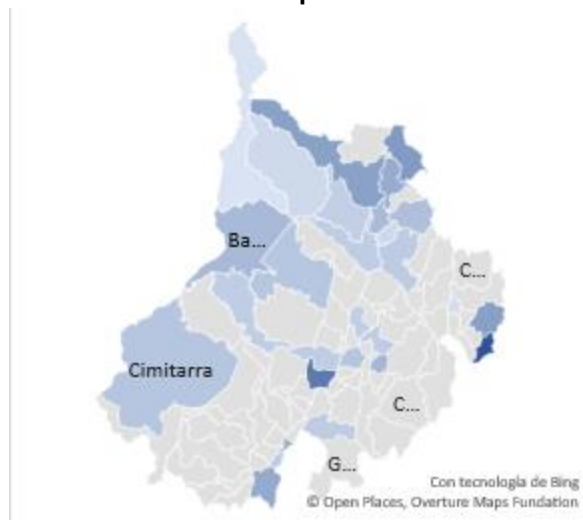 Ba...
C...
Cimitarra
C...
G...
Con tecnología de Bing
© Open Places, Overture Maps Fundation